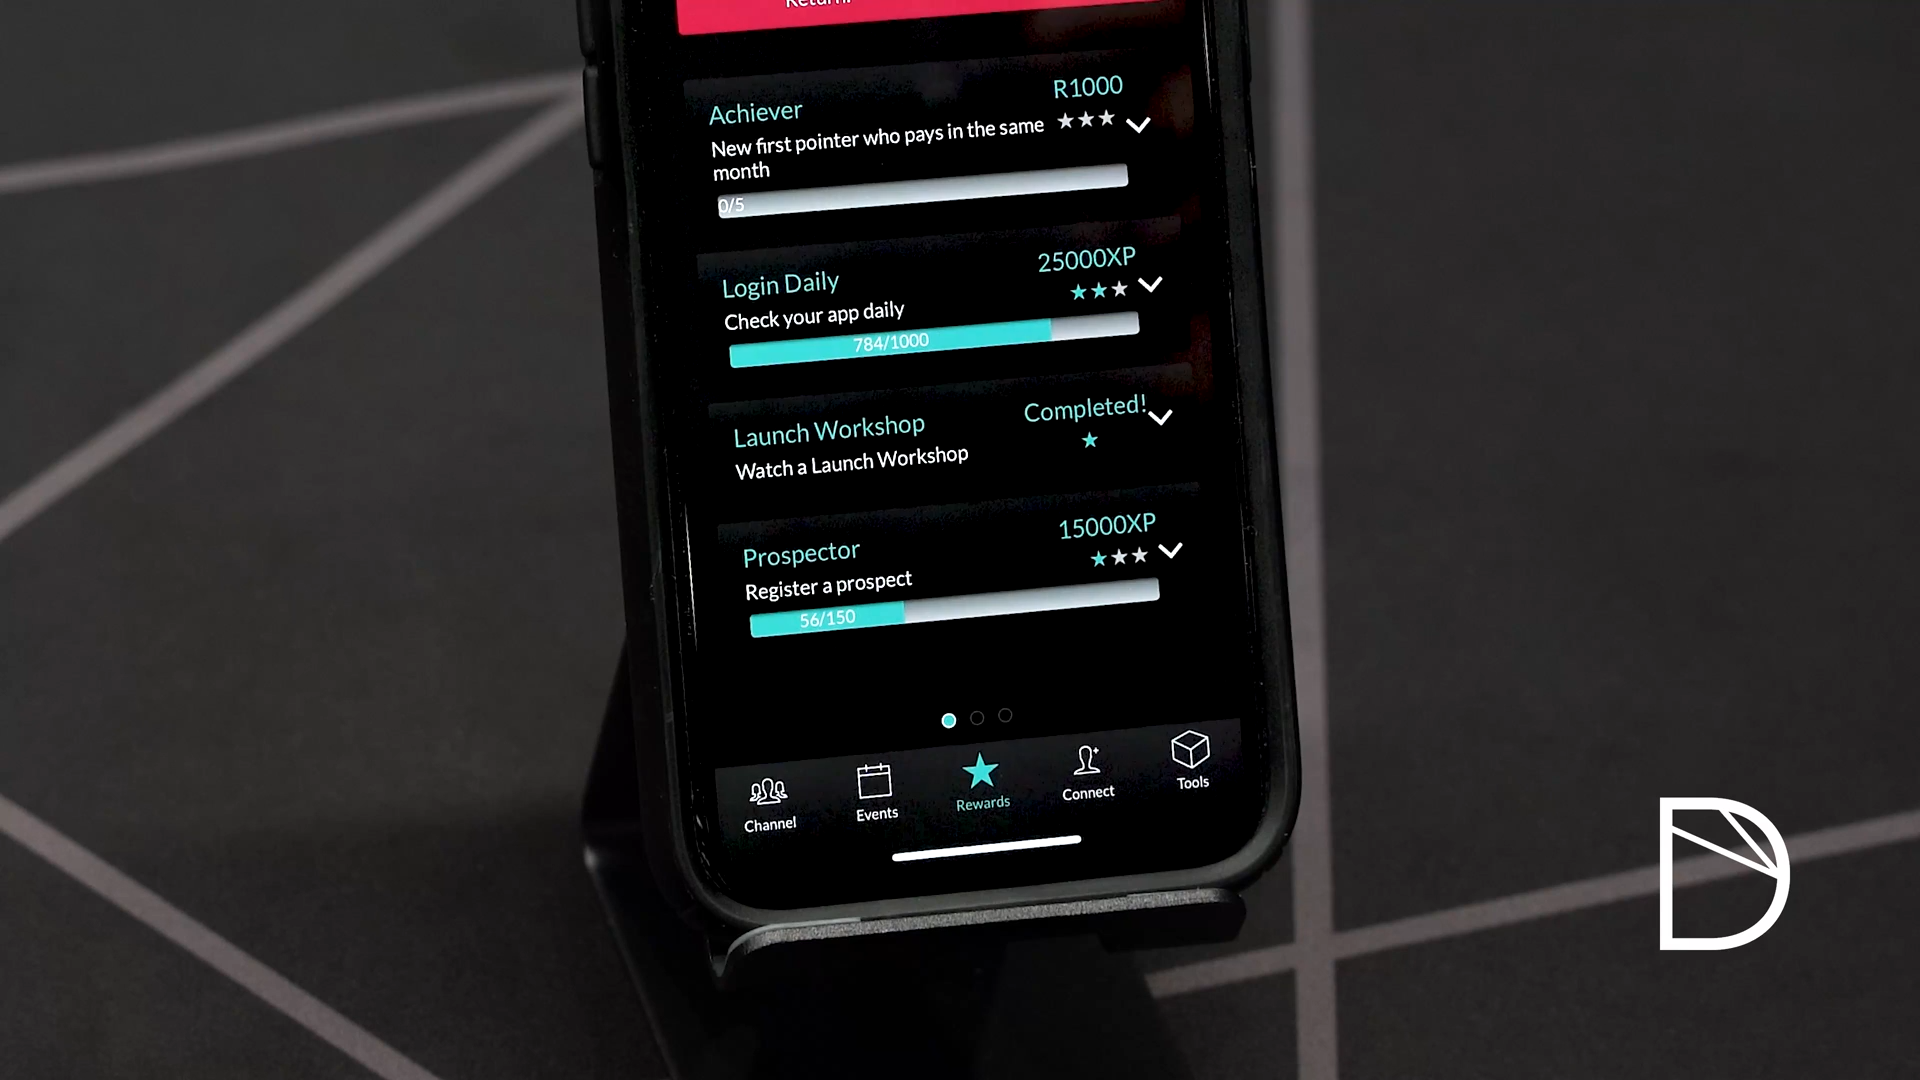 Return.
Achiever
R1000
New first pointer who pays in the same
month
0/5
Login Daily
25000XP
Check your app daily
784/1000
Launch Workshop
Completed!
Watch a Launch Workshop
Prospector
15000XP
Register a prospect
56/150
Channel
Events
Rewards
Connect
Tools